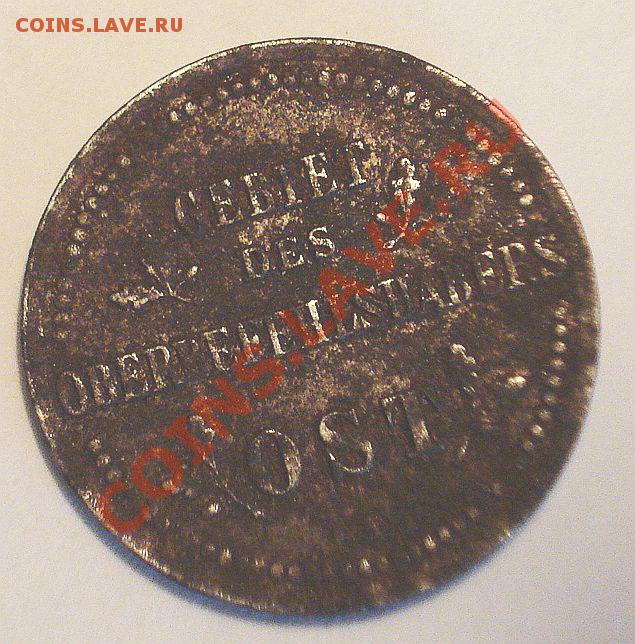 COINS.LAVE.RU
GEBIET
DES
OBERBEFEHLSHABERS
OST
COINS.LAVE.RU